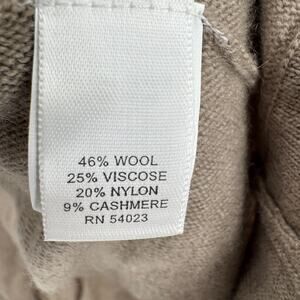 46% WOOL
25% VISCOSE
20% NYLON
9% CASHMERE
RN 54023